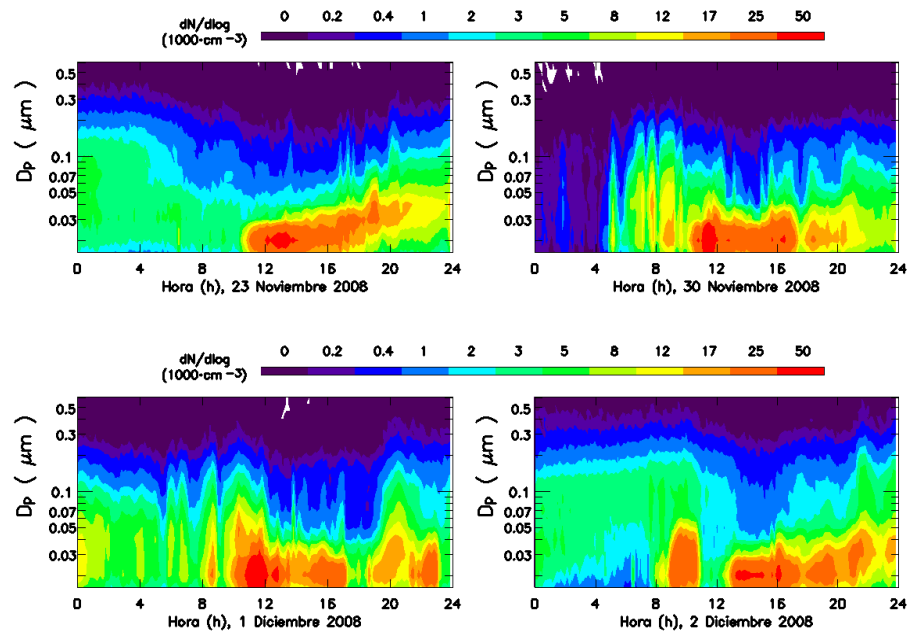 dN/dlog
(1000·cm −3)
0 0.2 0.4 1 2 3 5 8 12 17 25 50
Dp ( μm)
0.5
0.3
0.1
0.07
0.05
0.03
0 4 8 12 16 20 24
Hora (h), 23 Noviembre 2008
Dp ( μm)
0.5
0.3
0.1
0.07
0.05
0.03
0 4 8 12 16 20 24
Hora (h), 30 Noviembre 2008
dN/dlog
(1000·cm −3)
0 0.2 0.4 1 2 3 5 8 12 17 25 50
Dp ( μm)
0.5
0.3
0.1
0.07
0.05
0.03
0 4 8 12 16 20 24
Hora (h), 1 Diciembre 2008
Dp ( μm)
0.5
0.3
0.1
0.07
0.05
0.03
0 4 8 12 16 20 24
Hora (h), 2 Diciembre 2008